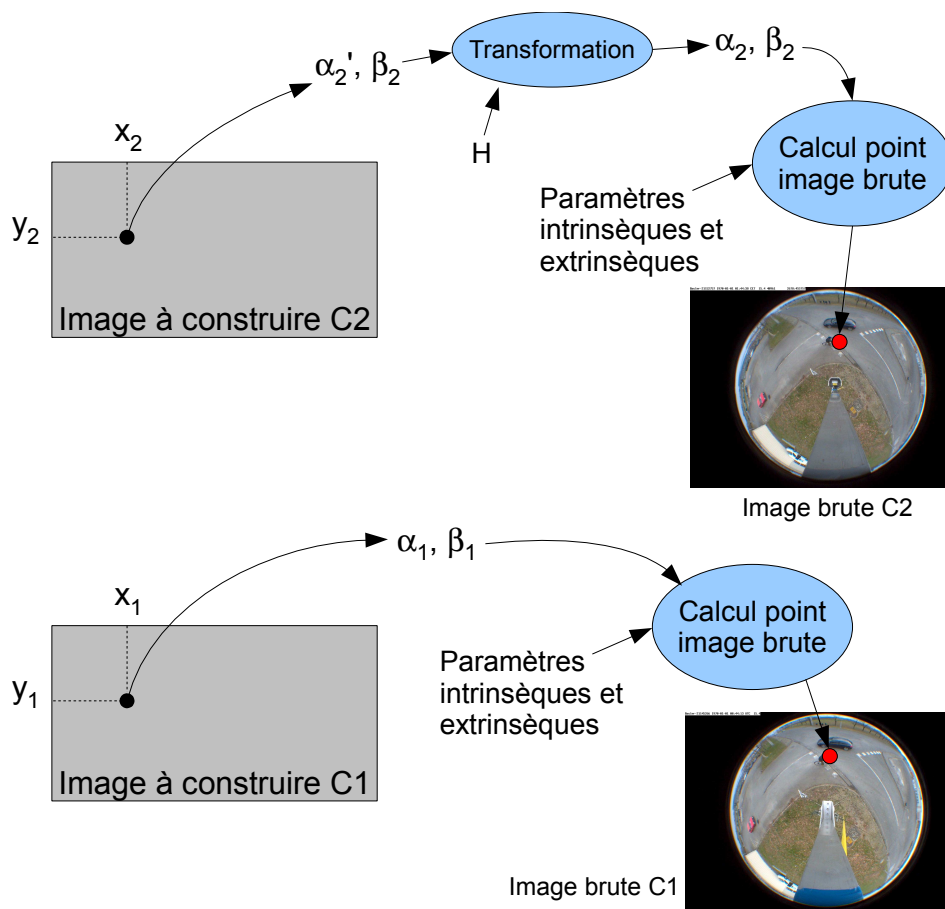 α2', β2
Transformation
α2, β2
x2
H
Calcul point
image brute
y2
Paramètres
intrinsèques et
extrinsèques
Image à construire C2
Image brute C2
α1, β1
x1
Calcul point
image brute
y1
Paramètres
intrinsèques et
extrinsèques
Image à construire C1
Image brute C1